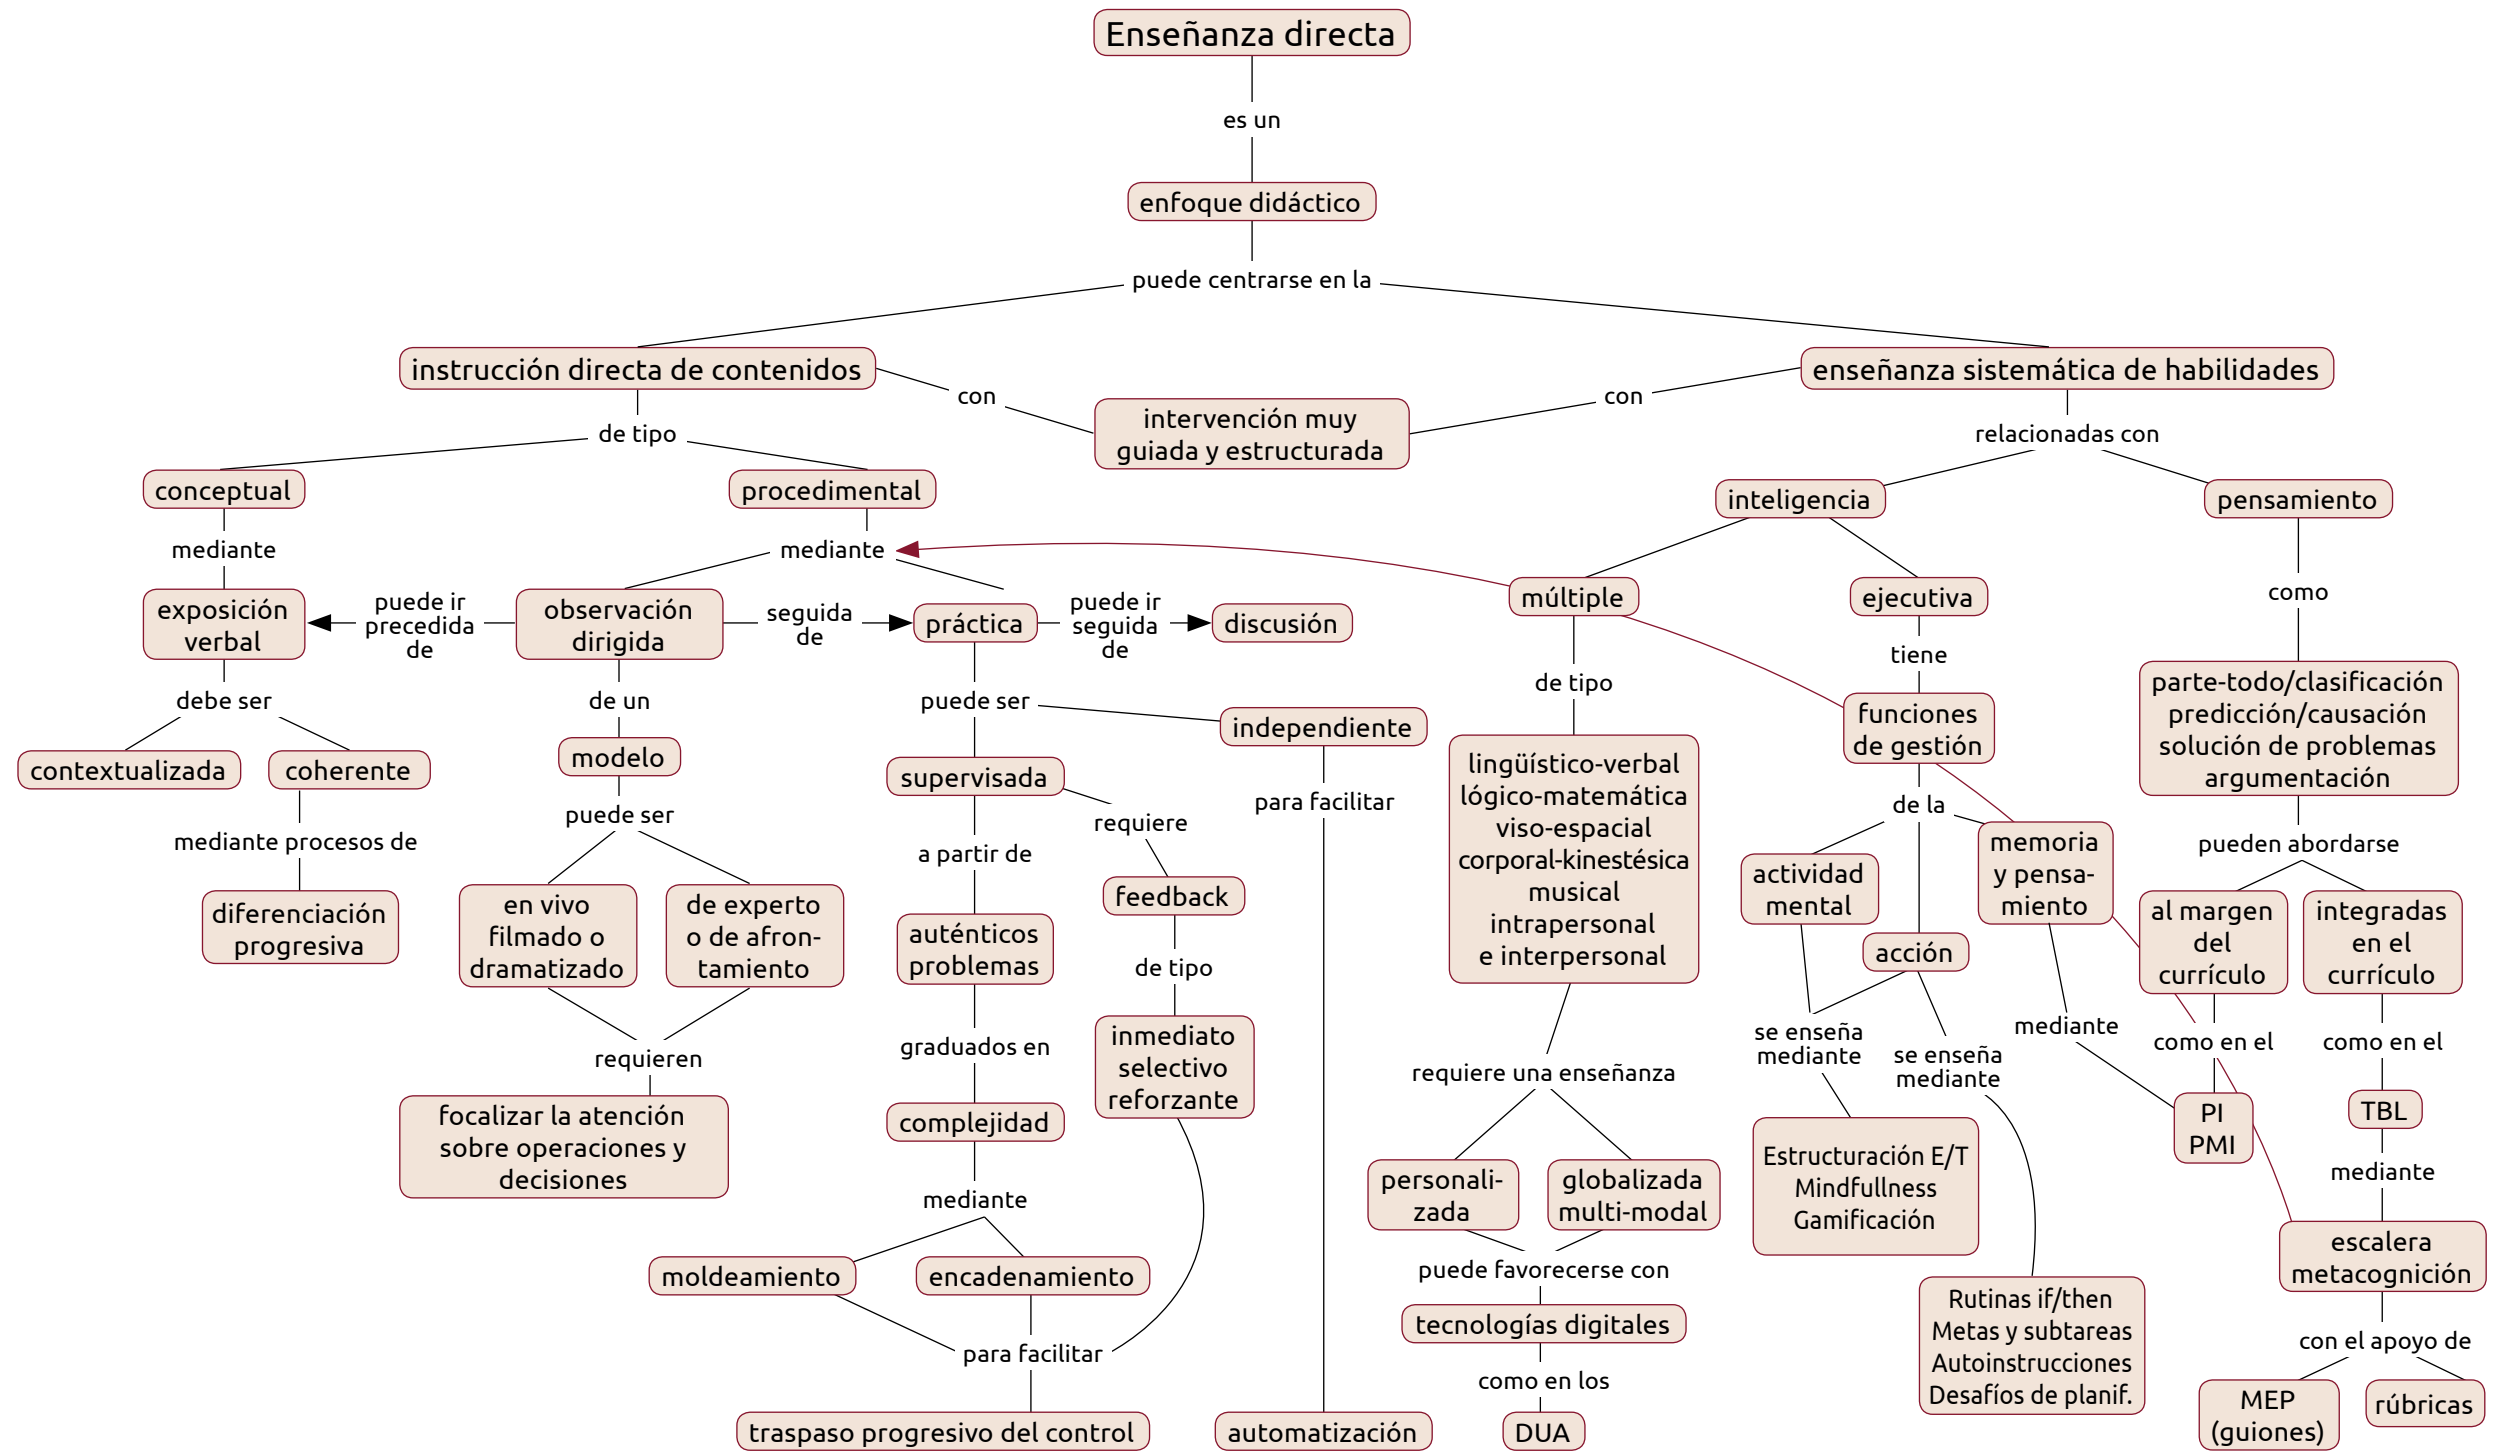 Enseñanza directa
es un
enfoque didáctico
puede centrarse en la
instrucción directa de contenidos
enseñanza sistemática de habilidades
con
con
intervención muy
guiada y estructurada
de tipo
relacionadas con
conceptual
procedimental
inteligencia
pensamiento
mediante
mediante
múltiple
ejecutiva
como
exposición
verbal
puede ir
precedida
de
observación
dirigida
seguida
de
práctica
puede ir
seguida
de
discusión
tiene
debe ser
de un
puede ser
de tipo
independiente
funciones
de gestión
parte-todo/clasificación
predicción/causación
solución de problemas
argumentación
contextualizada
coherente
modelo
supervisada
para facilitar
lingüístico-verbal
lógico-matemática
viso-espacial
corporal-kinestésica
musical
intrapersonal
e interpersonal
de la
mediante procesos de
puede ser
requiere
a partir de
memoria
y pensa-
miento
pueden abordarse
actividad
mental
acción
diferenciación
progresiva
en vivo
filmado o
dramatizado
de experto
o de afron-
tamiento
auténticos
problemas
feedback
al margen
del
currículo
integradas
en el
currículo
de tipo
requieren
graduados en
inmediato
selectivo
reforzante
requiere una enseñanza
se enseña
mediante
se enseña
mediante
mediante
como en el
como en el
focalizar la atención
sobre operaciones y
decisiones
complejidad
personali-
zada
globalizada
multi-modal
Estructuración E/T
Mindfullness
Gamificación
PI
PMI
TBL
mediante
mediante
moldeamiento
encadenamiento
puede favorecerse con
escalera
metacognición
para facilitar
tecnologías digitales
Rutinas if/then
Metas y subtareas
Autoinstrucciones
Desafíos de planif.
con el apoyo de
como en los
traspaso progresivo del control
automatización
DUA
MEP
(guiones)
rúbricas